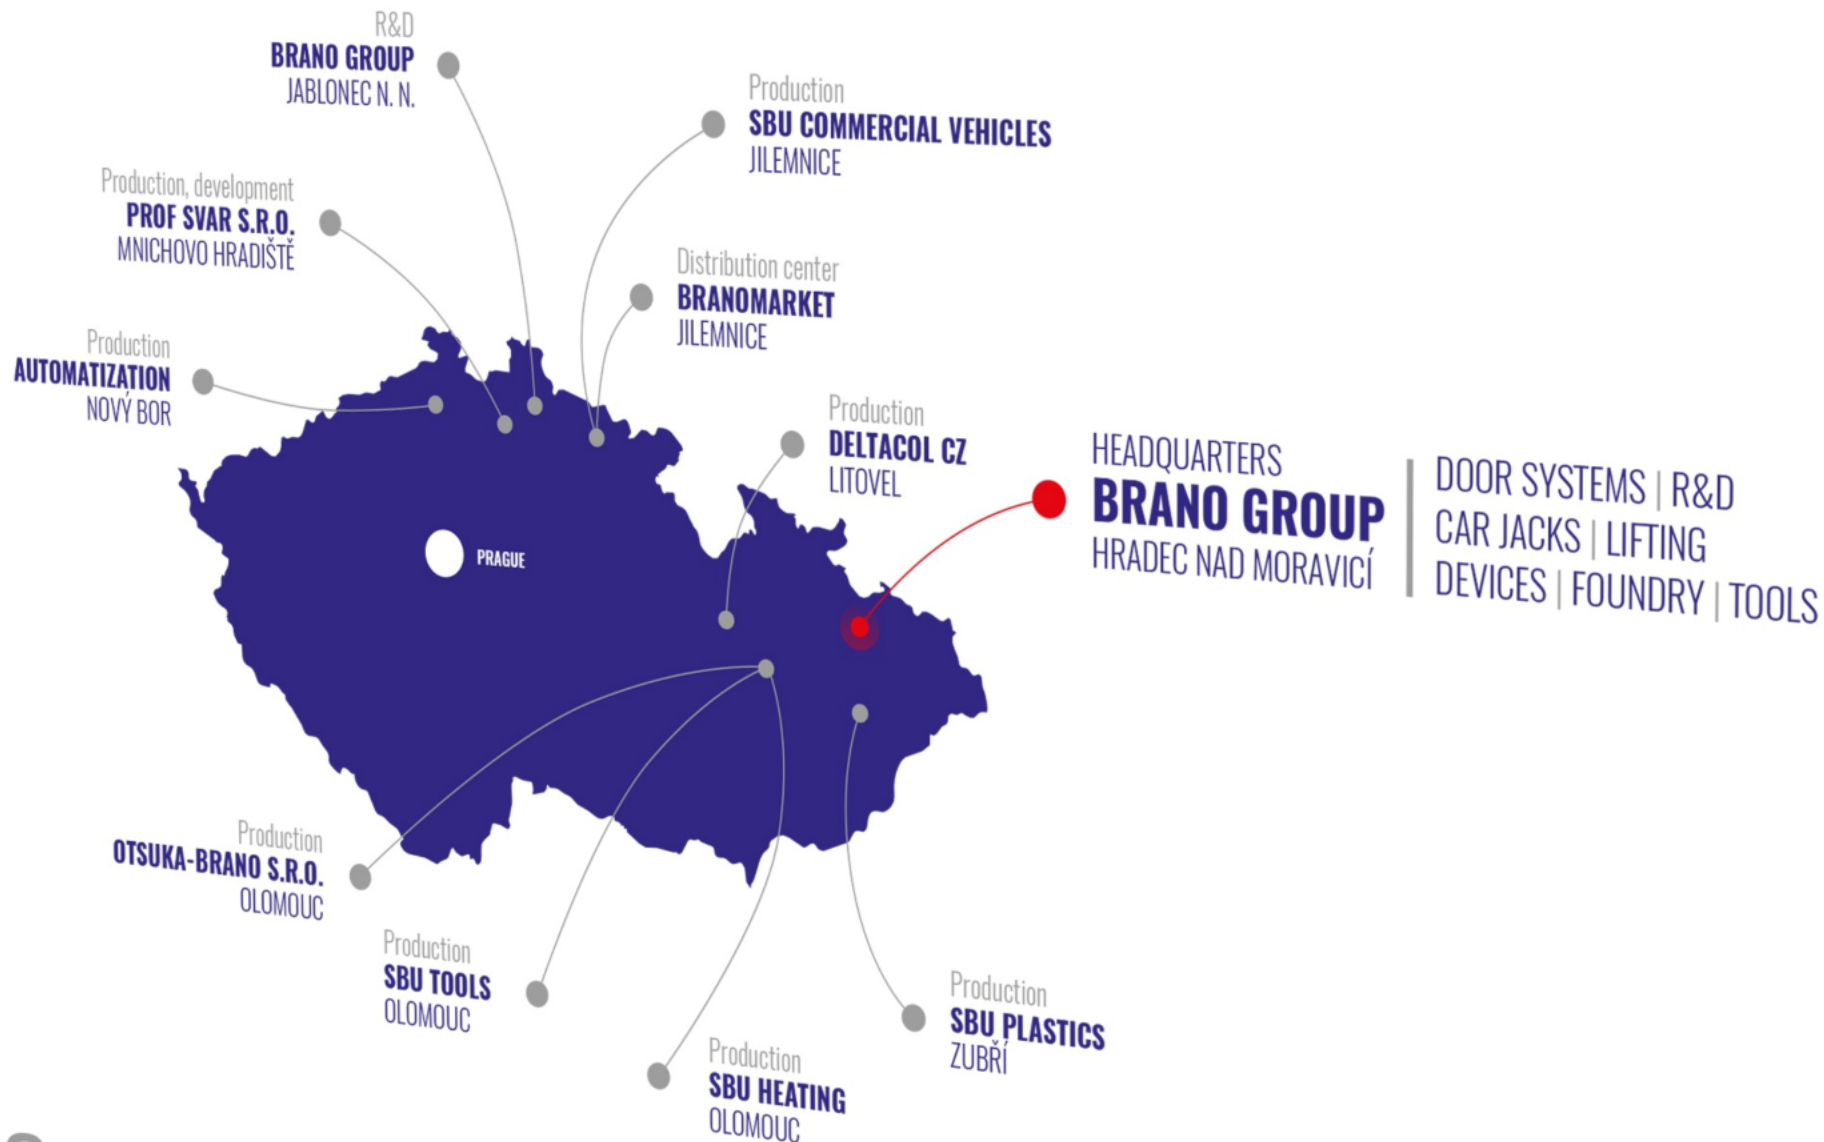 R&D
BRANO GROUP
JABLONEC N. N.
Production
SBU COMMERCIAL VEHICLES
JILEMNICE
Production, development
PROF SVAR S.R.O.
MNICHOVO HRADIŠTĚ
Distribution center
BRANOMARKET
JILEMNICE
Production
AUTOMATIZATION
NOVÝ BOR
Production
DELTACOL CZ
LITOVEL
HEADQUARTERS
BRANO GROUP
HRADEC NAD MORAVICÍ
DOOR SYSTEMS | R&D
CAR JACKS | LIFTING
DEVICES | FOUNDRY | TOOLS
PRAGUE
Production
OTSUKA-BRANO S.R.O.
OLOMOUC
Production
SBU TOOLS
OLOMOUC
Production
SBU PLASTICS
ZUBŘÍ
Production
SBU HEATING
OLOMOUC